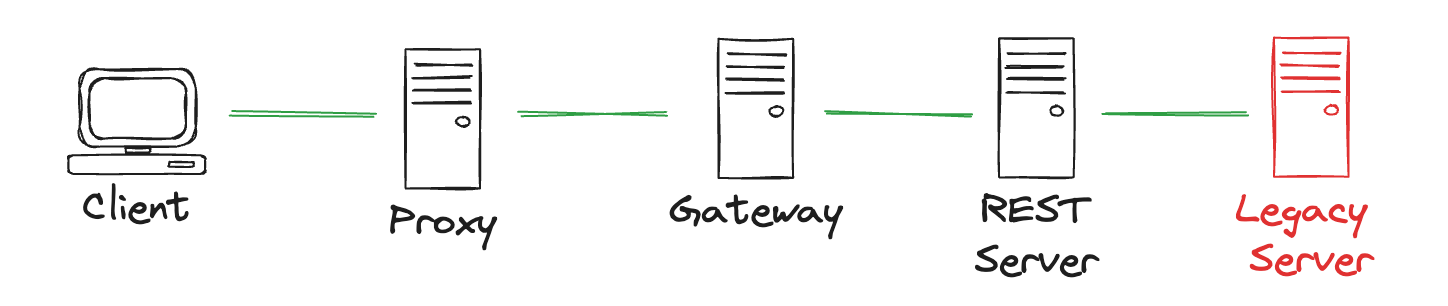 Client
Proxy
Gateway
REST
Server
Legacy
Server